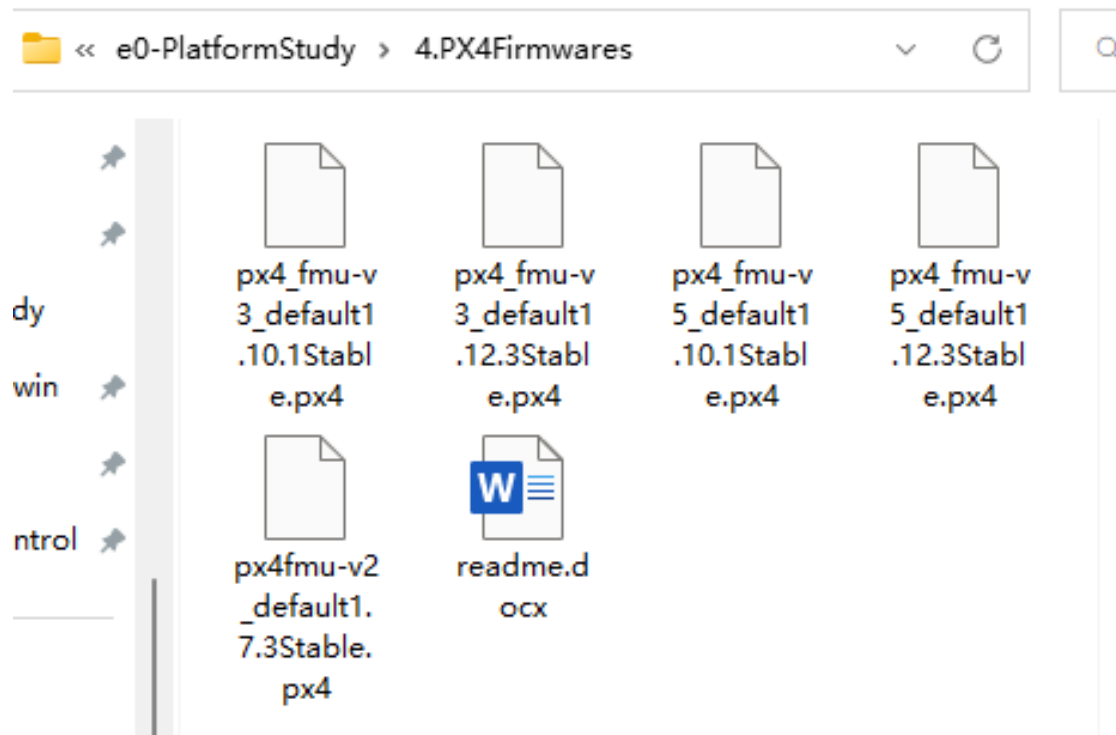 « e0-PlatformStudy > 4.PX4Firmwares
dy
win
ntrol
px4_fmu-v
3_default1
.10.1Stabl
e.px4
px4_fmu-v
3_default1
.12.3Stabl
e.px4
px4_fmu-v
5_default1
.10.1Stabl
e.px4
px4_fmu-v
5_default1
.12.3Stabl
e.px4
px4fmu-v2
_default1.
7.3Stable.
px4
W
readme.d
ocx